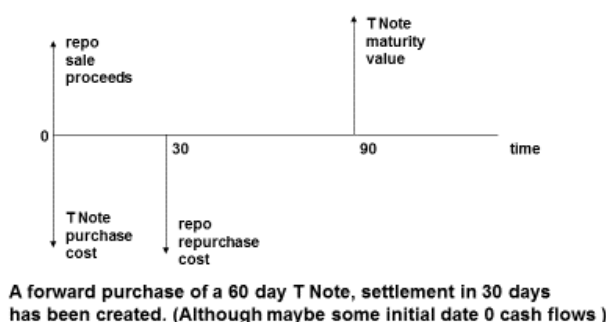 repo
sale
proceeds
T Note
maturity
value
0
30
90
time
T Note
purchase
cost
repo
repurchase
cost
A forward purchase of a 60 day T Note, settlement in 30 days
has been created. (Although maybe some initial date 0 cash flows )